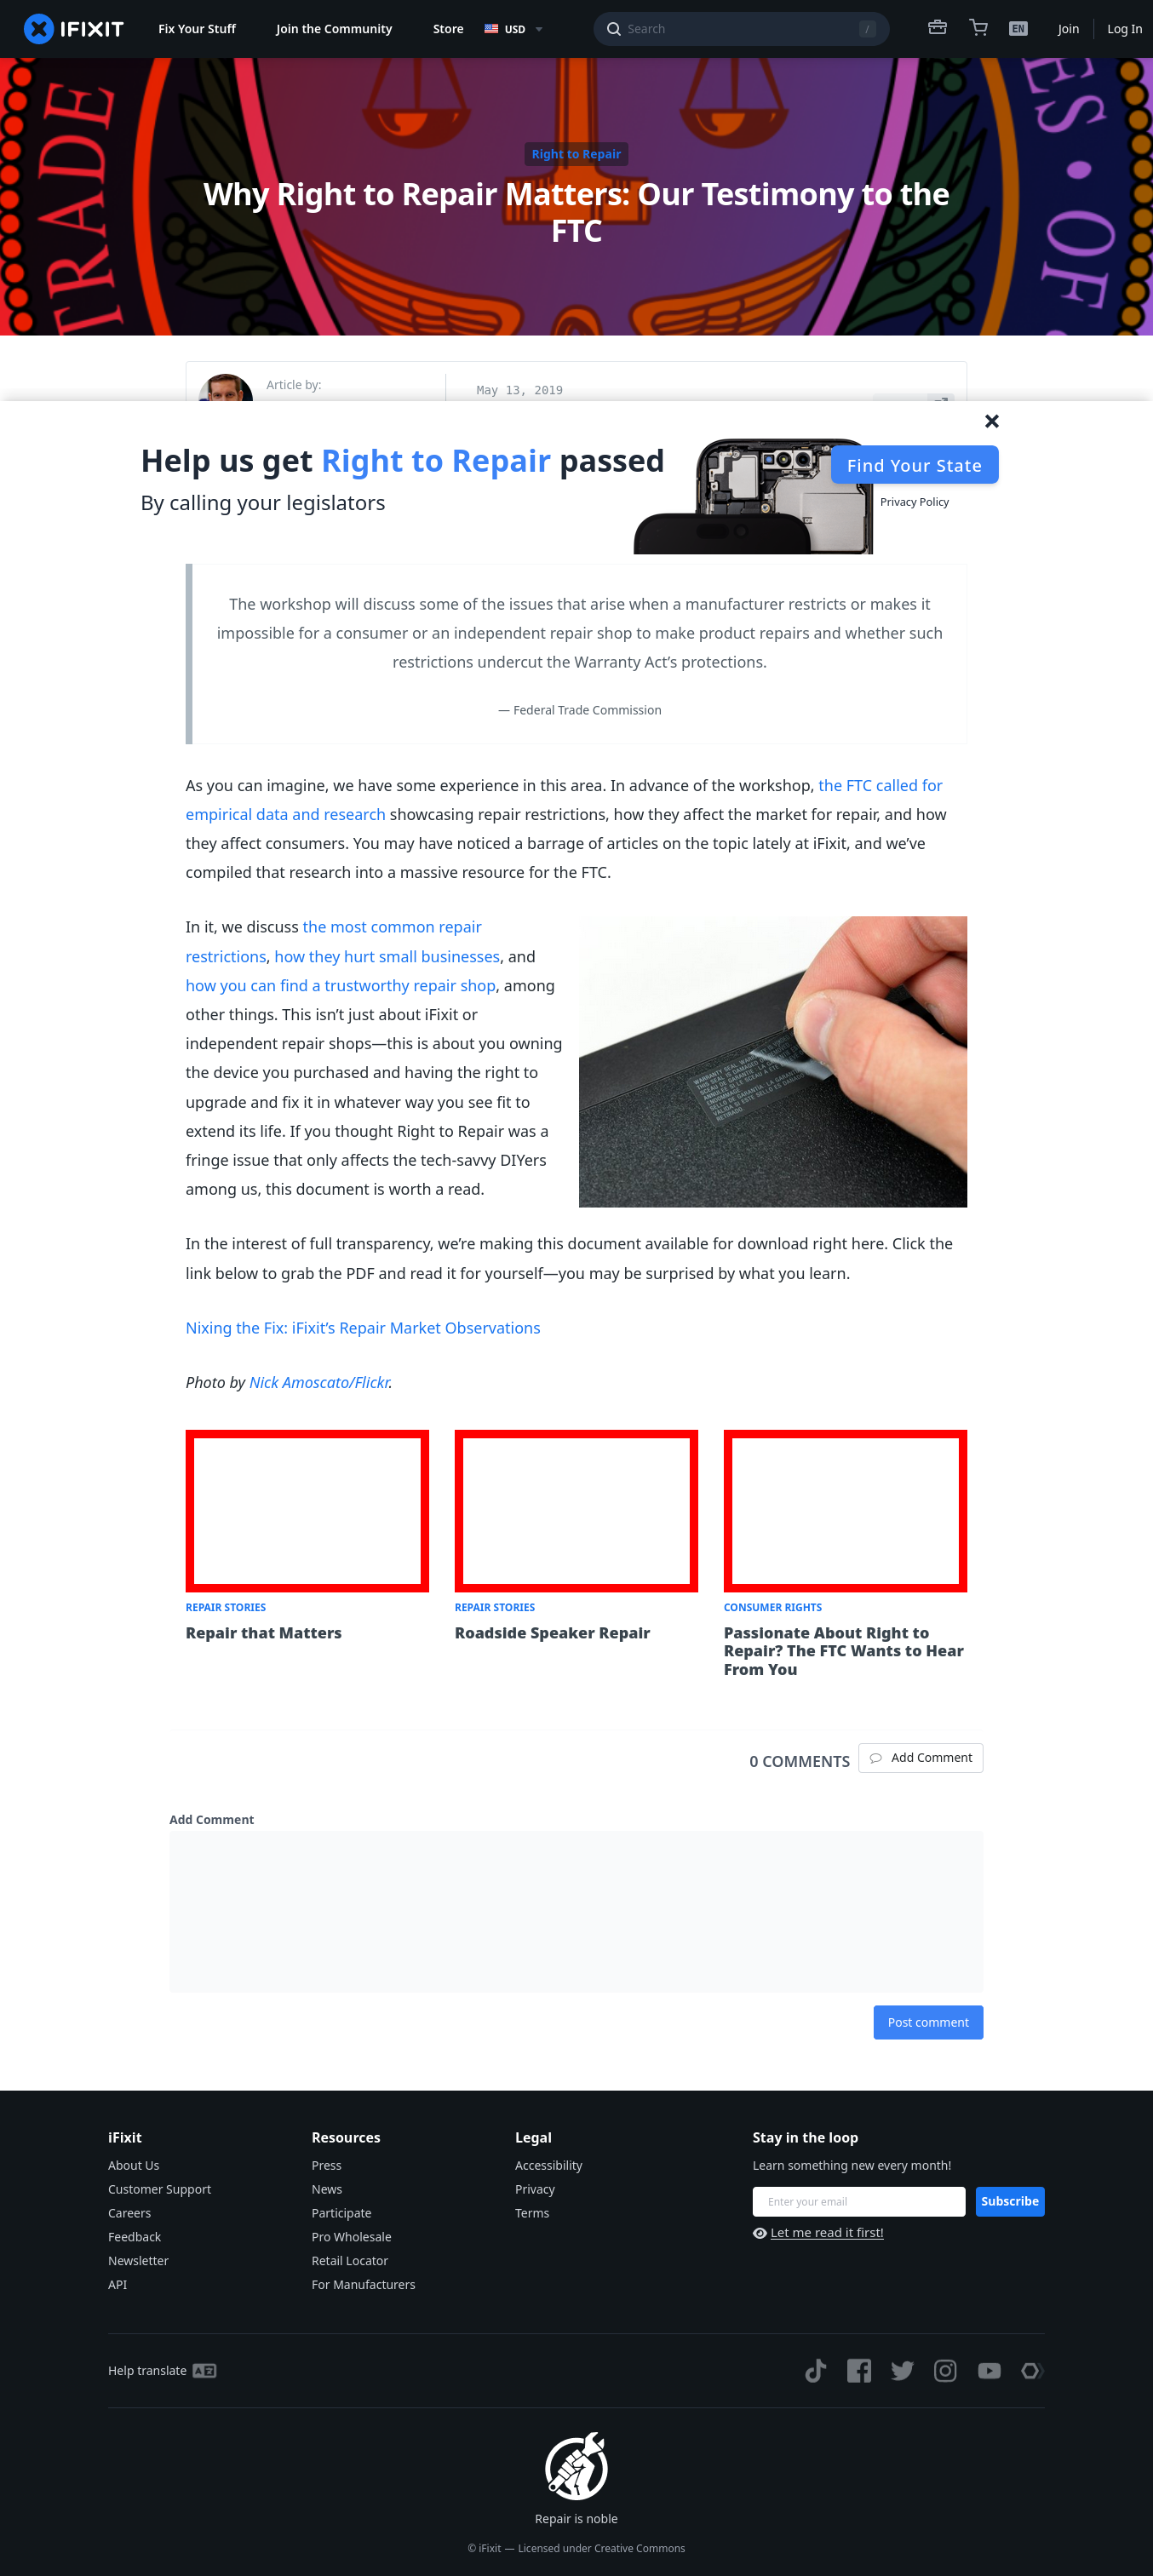 IFIXIT
Fix Your Stuff
Join the Community
Store
USD
Search
/
EN
Join
Log In
TRADE
ES OF
Right to Repair
Why Right to Repair Matters: Our Testimony to the
FTC
Article by:
May 13, 2019
Help us get Right to Repair passed
By calling your legislators
Find Your State
Privacy Policy
The workshop will discuss some of the issues that arise when a manufacturer restricts or makes it
impossible for a consumer or an independent repair shop to make product repairs and whether such
restrictions undercut the Warranty Act’s protections.
— Federal Trade Commission
As you can imagine, we have some experience in this area. In advance of the workshop, the FTC called for
empirical data and research showcasing repair restrictions, how they affect the market for repair, and how
they affect consumers. You may have noticed a barrage of articles on the topic lately at iFixit, and we’ve
compiled that research into a massive resource for the FTC.
In it, we discuss the most common repair
restrictions, how they hurt small businesses, and
how you can find a trustworthy repair shop, among
other things. This isn’t just about iFixit or
independent repair shops—this is about you owning
the device you purchased and having the right to
upgrade and fix it in whatever way you see fit to
extend its life. If you thought Right to Repair was a
fringe issue that only affects the tech-savvy DIYers
among us, this document is worth a read.
WARRANTY SEAL
In the interest of full transparency, we’re making this document available for download right here. Click the
link below to grab the PDF and read it for yourself—you may be surprised by what you learn.
Nixing the Fix: iFixit’s Repair Market Observations
Photo by Nick Amoscato/Flickr.
REPAIR STORIES
Repair that Matters
REPAIR STORIES
Roadside Speaker Repair
CONSUMER RIGHTS
Passionate About Right to
Repair? The FTC Wants to Hear
From You
0 COMMENTS
Add Comment
Add Comment
Post comment
iFixit
About Us
Customer Support
Careers
Feedback
Newsletter
API
Resources
Press
News
Participate
Pro Wholesale
Retail Locator
For Manufacturers
Legal
Accessibility
Privacy
Terms
Stay in the loop
Learn something new every month!
Enter your email
Subscribe
Let me read it first!
Help translate
Repair is noble
© iFixit — Licensed under Creative Commons